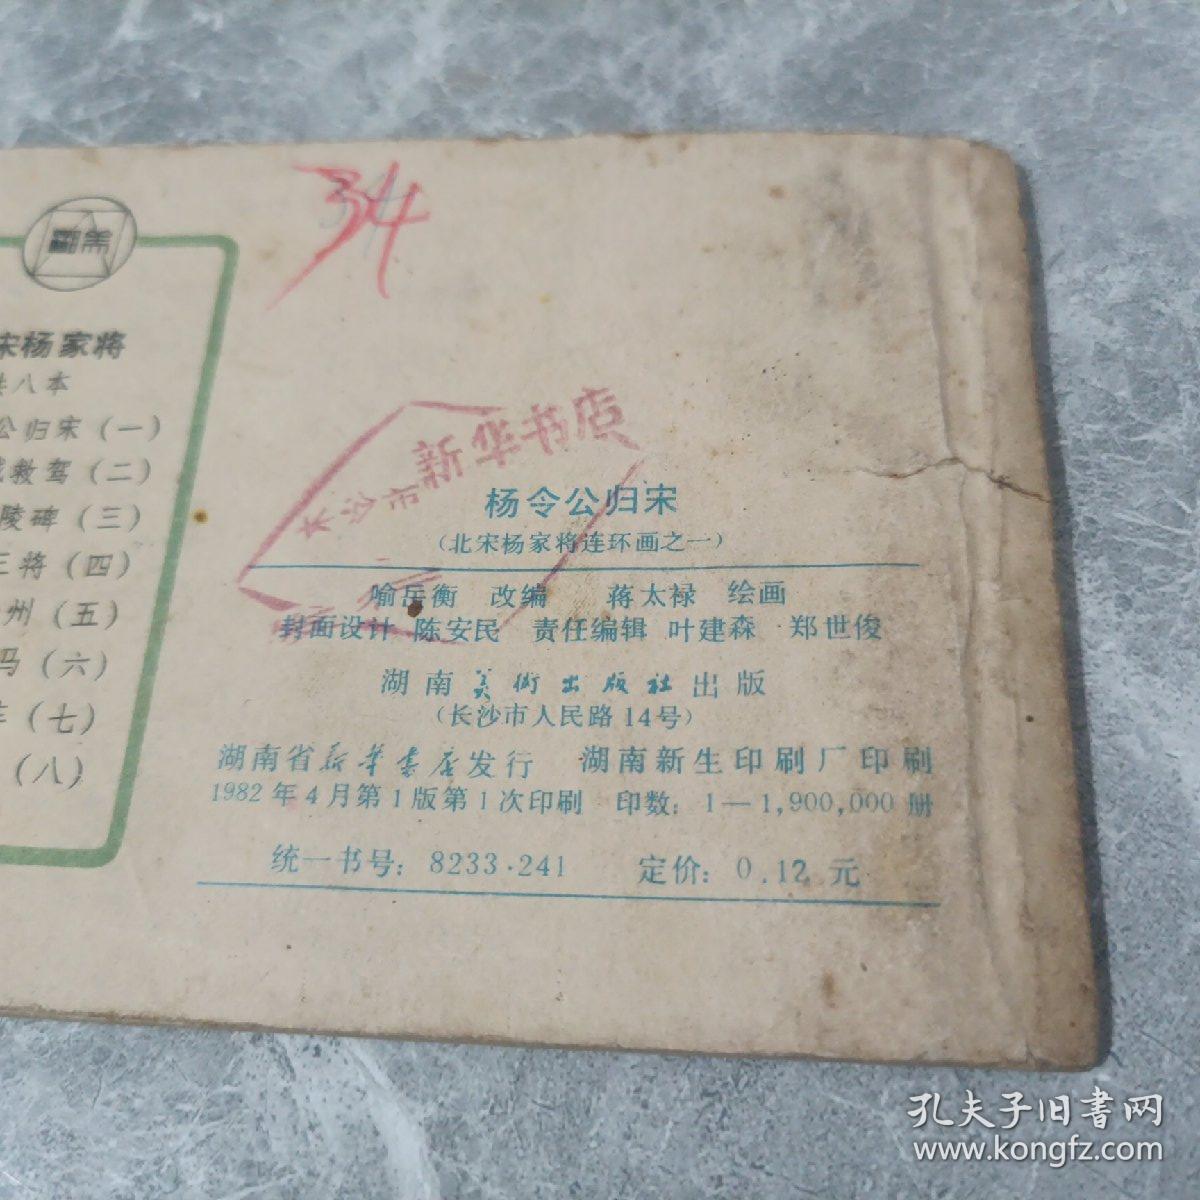 34
宋杨家将
共八本
公归宋（一）
救驾（二）
陵碑（三）
三将（四）
州（五）
（六）
（七）
（八）
新华书店
杨令公归宋
（北宋杨家将连环画之一）
喻岳衡 改编 蒋太禄 绘画
封面设计 陈安民 责任编辑 叶建森 郑世俊
湖南美术出版社出版
（长沙市人民路14号）
湖南省新华书店发行 湖南新生印刷厂印刷
1982年4月第1版第1次印刷 印数：1—1,900,000册
统一书号：8233·241 定价：0.12元
孔夫子旧书网
www.kongfz.com